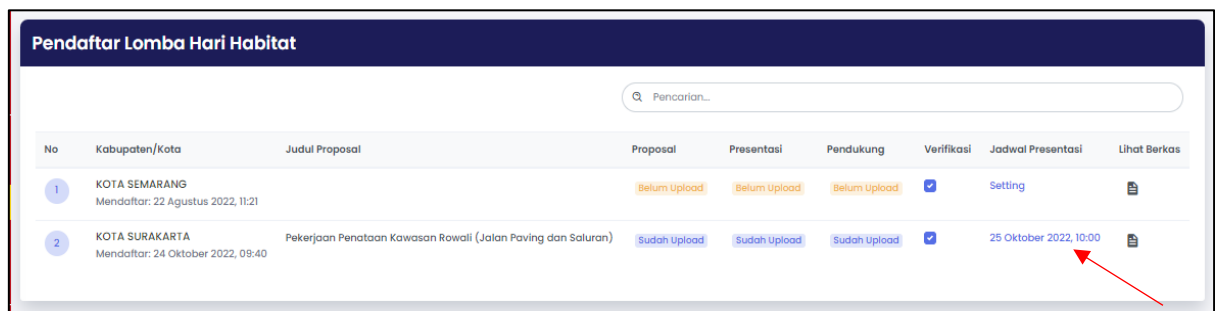 Pendaftar Lomba Hari Habitat
Pencarian...
No Kabupaten/Kota Judul Proposal Proposal Presentasi Pendukung Verifikasi Jadwal Presentasi Lihat Berkas
1 KOTA SEMARANG Belum Upload Belum Upload Belum Upload Setting
Mendaftar: 22 Agustus 2022, 11:21
2 KOTA SURAKARTA Pekerjaan Penataan Kawasan Rowali (Jalan Paving dan Saluran) Sudah Upload Sudah Upload Sudah Upload 25 Oktober 2022, 10:00
Mendaftar: 24 Oktober 2022, 09:40